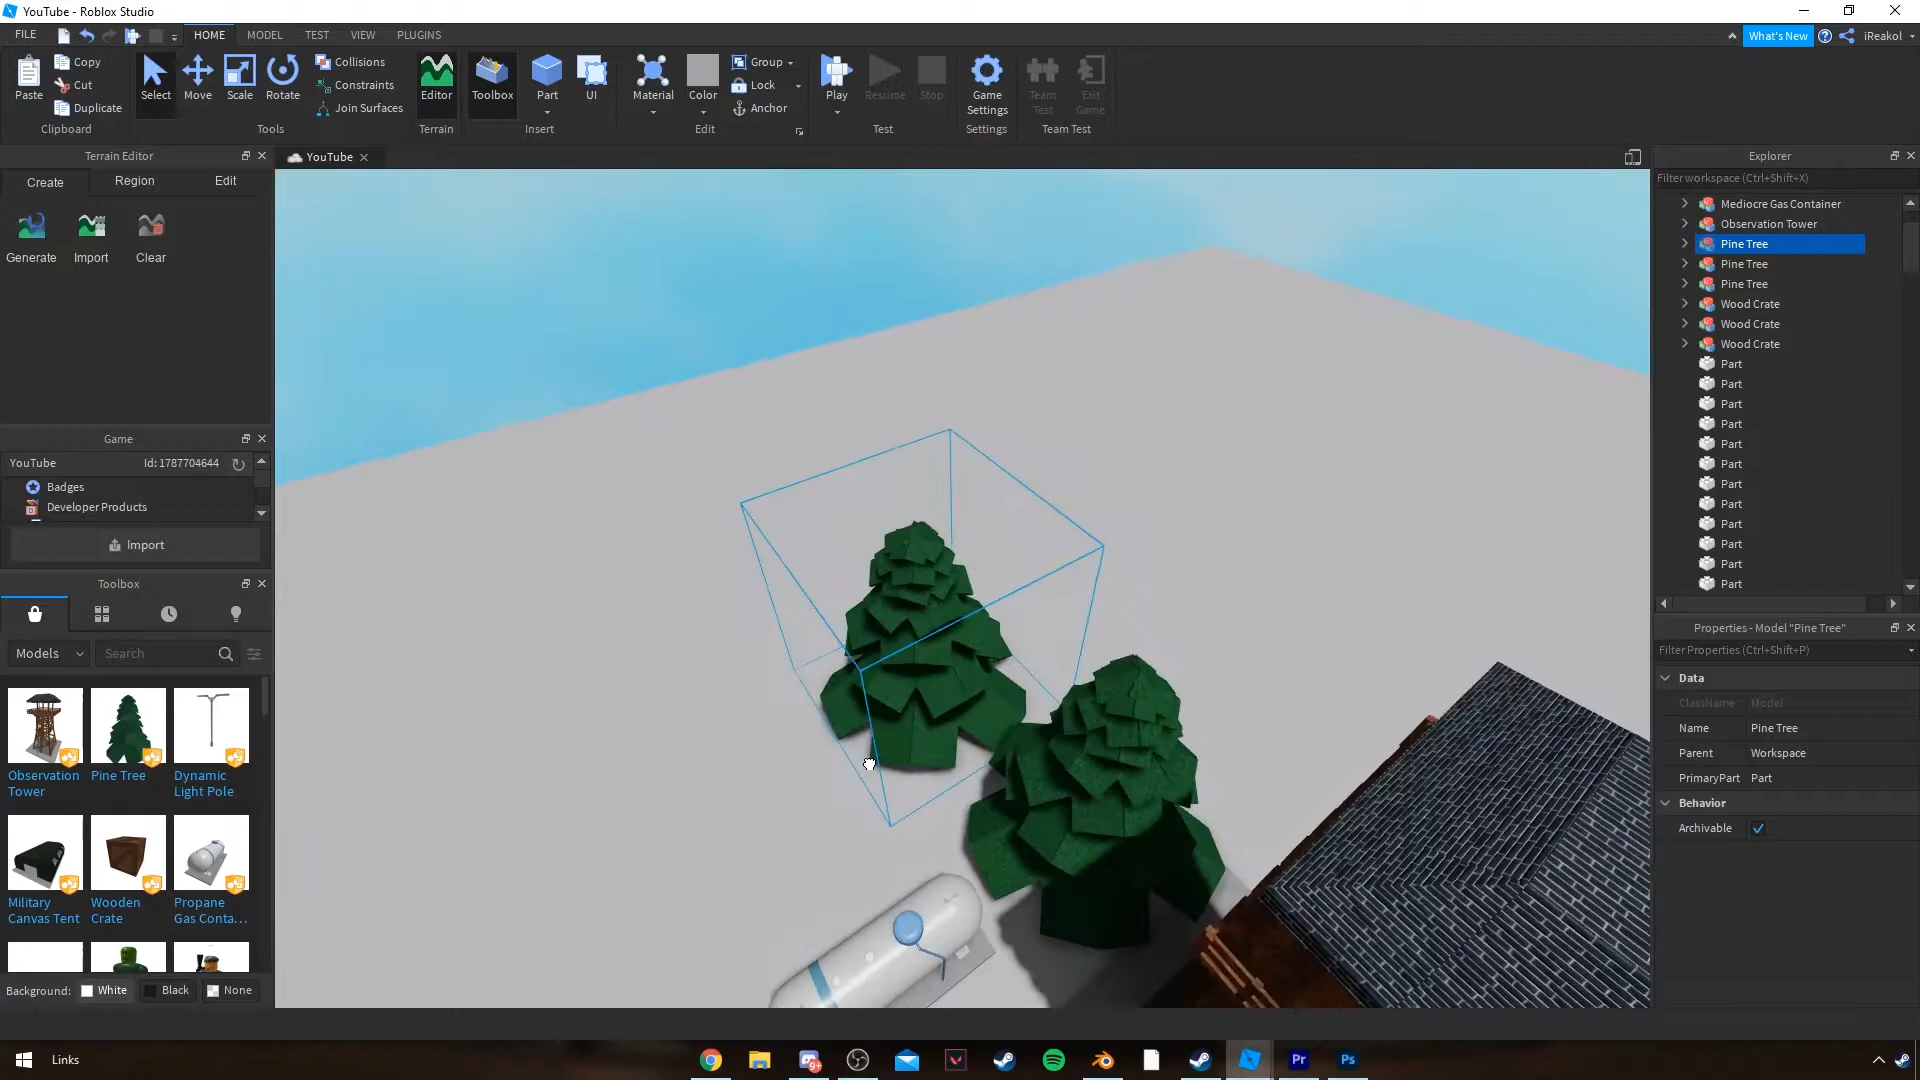 YouTube - Roblox Studio
FILE HOME MODEL TEST VIEW PLUGINS What's New iReakol
Paste Copy Cut Duplicate Select Move Scale Rotate Collisions Constraints Join Surfaces Editor Toolbox Part UI Material Color Group Lock Anchor Play Resume Stop Game Settings Team Test Exit Game
Clipboard Tools Terrain Insert Edit Test Settings Team Test
Terrain Editor
Create Region Edit
Generate Import Clear
Game
YouTube Id: 1787704644
Badges
Developer Products
Import
Toolbox
Models Search
Observation Tower
Pine Tree
Dynamic Light Pole
Military Canvas Tent
Wooden Crate
Propane Gas Conta...
Background: White Black None
YouTube
Explorer
Filter workspace (Ctrl+Shift+X)
Mediocre Gas Container
Observation Tower
Pine Tree
Pine Tree
Pine Tree
Wood Crate
Wood Crate
Wood Crate
Part
Part
Part
Part
Part
Part
Part
Part
Part
Part
Part
Part
Properties - Model "Pine Tree"
Filter Properties (Ctrl+Shift+P)
Data
ClassName Model
Name Pine Tree
Parent Workspace
PrimaryPart Part
Behavior
Archivable
Links
Pr
Ps